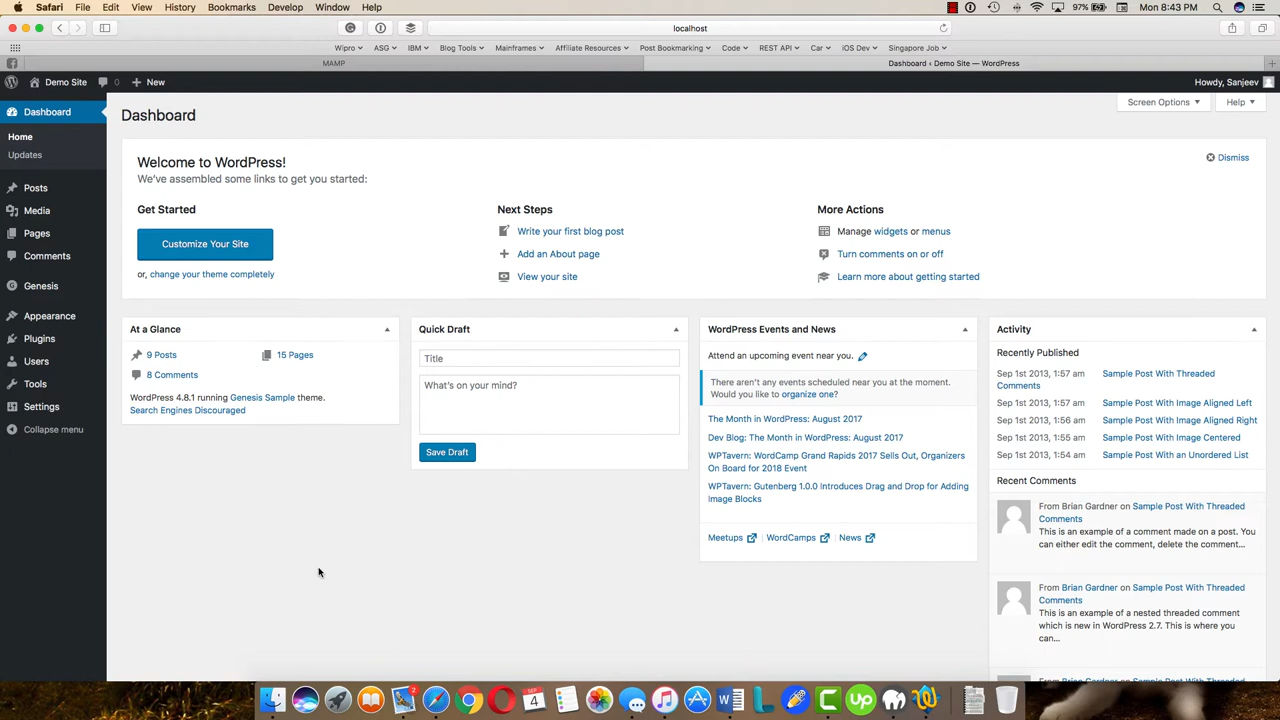 Safari File Edit View History Bookmarks Develop Window Help 97% Mon 8:43 PM
localhost
Wipro ASG IBM Blog Tools Mainframes Affiliate Resources Post Bookmarking Code REST API Car iOS Dev Singapore Job
MAMP Dashboard ‹ Demo Site — WordPress
Demo Site 0 New Howdy, Sanjeev
Dashboard
Home
Updates
Posts
Media
Pages
Comments
Genesis
Appearance
Plugins
Users
Tools
Settings
Collapse menu
Screen Options Help
Dashboard
Welcome to WordPress!
Dismiss
We've assembled some links to get you started:
Get Started
Customize Your Site
or, change your theme completely
Next Steps
Write your first blog post
Add an About page
View your site
More Actions
Manage widgets or menus
Turn comments on or off
Learn more about getting started
At a Glance
9 Posts 15 Pages
8 Comments
WordPress 4.8.1 running Genesis Sample theme.
Search Engines Discouraged
Quick Draft
Title
What's on your mind?
Save Draft
WordPress Events and News
Attend an upcoming event near you.
There aren't any events scheduled near you at the moment.
Would you like to organize one?
The Month in WordPress: August 2017
Dev Blog: The Month in WordPress: August 2017
WPTavern: WordCamp Grand Rapids 2017 Sells Out, Organizers
On Board for 2018 Event
WPTavern: Gutenberg 1.0.0 Introduces Drag and Drop for Adding
Image Blocks
Meetups WordCamps News
Activity
Recently Published
Sep 1st 2013, 1:57 am Sample Post With Threaded
Comments
Sep 1st 2013, 1:57 am Sample Post With Image Aligned Left
Sep 1st 2013, 1:56 am Sample Post With Image Aligned Right
Sep 1st 2013, 1:55 am Sample Post With Image Centered
Sep 1st 2013, 1:54 am Sample Post With an Unordered List
Recent Comments
From Brian Gardner on Sample Post With Threaded
Comments
This is an example of a comment made on a post. You
can either edit the comment, delete the comment…
From Brian Gardner on Sample Post With Threaded
Comments
This is an example of a nested threaded comment
which is new in WordPress 2.7. This is where you
can…
From Brian Gardner on Sample Post With Threaded
2
SEP
4
Up